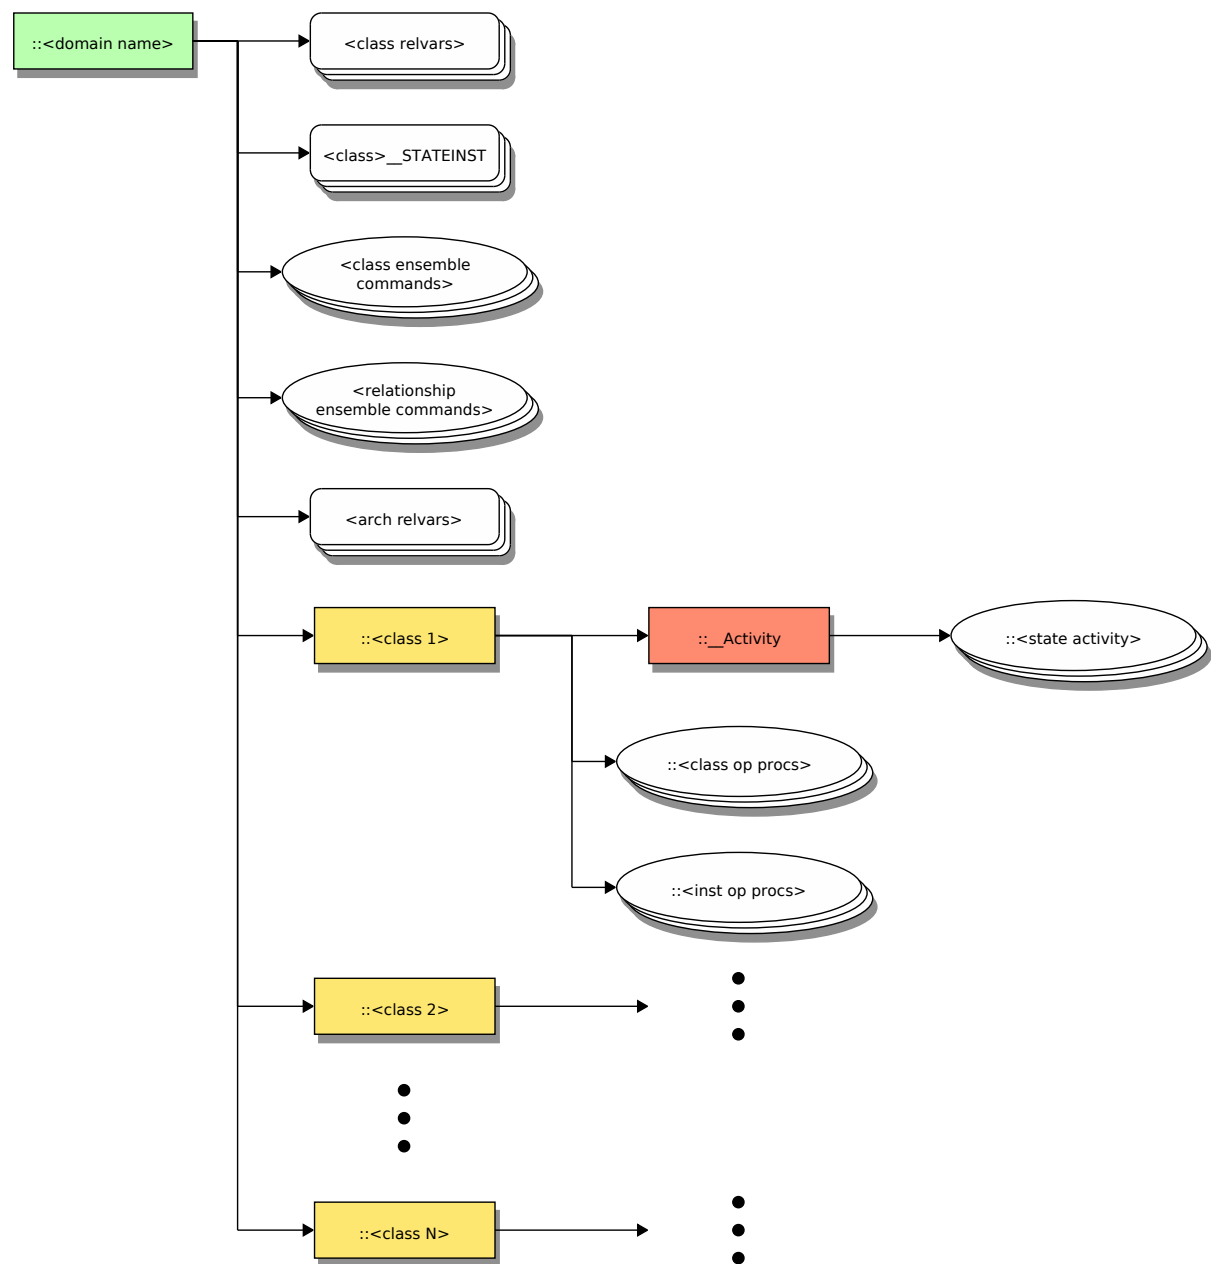 ::<domain name>
<class relvars>
<class>__STATEINST
<class ensemble
commands>
<relationship
ensemble commands>
<arch relvars>
::<class 1>
::__Activity
::<state activity>
::<class op procs>
::<inst op procs>
::<class 2>
::<class N>